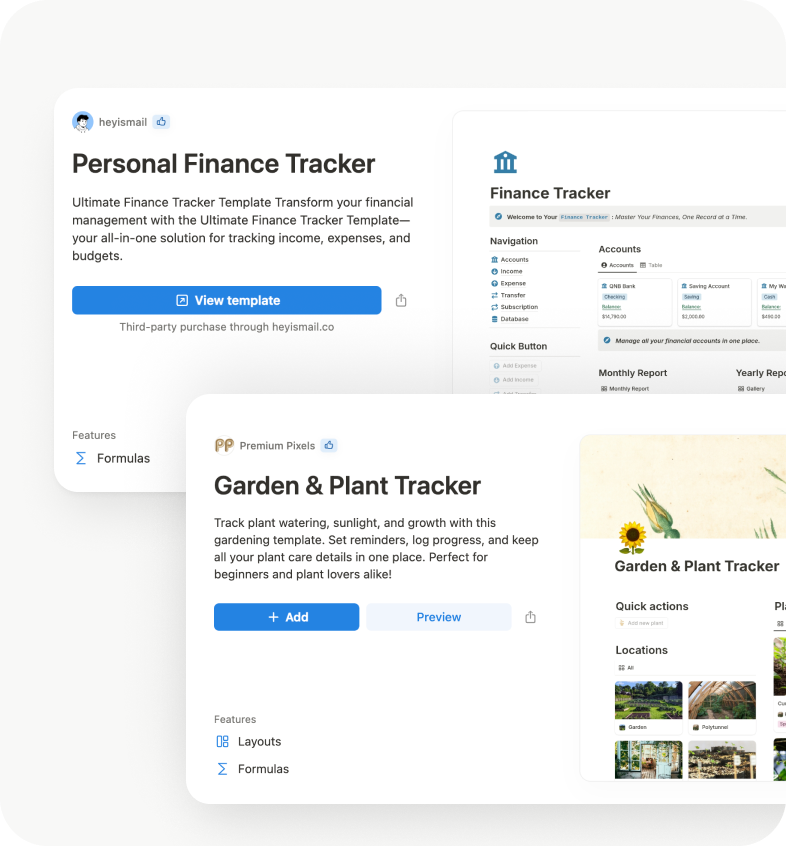 heyismail
Personal Finance Tracker
Ultimate Finance Tracker Template Transform your financial
management with the Ultimate Finance Tracker Template—
your all-in-one solution for tracking income, expenses, and
budgets.
View template
Third-party purchase through heyismail.co
Features
Formulas
Finance Tracker
Welcome to Your Finance Tracker : Master Your Finances, One Record at a Time.
Navigation
Accounts
Income
Expense
Transfer
Subscription
Database
Quick Button
Add Expense
Add Income
Accounts
Accounts Table
QNB Bank
Checking
Balance:
$14,790.00
Saving Account
Saving
Balance:
$2,000.00
My Wa
Cash
Balance:
$450.00
Manage all your financial accounts in one place.
Monthly Report
Monthly Report
Yearly Repo
Gallery
PP Premium Pixels
Garden & Plant Tracker
Track plant watering, sunlight, and growth with this
gardening template. Set reminders, log progress, and keep
all your plant care details in one place. Perfect for
beginners and plant lovers alike!
+ Add
Preview
Features
Layouts
Formulas
Garden & Plant Tracker
Quick actions
Add new plant
Locations
All
Garden
Polytunnel
Pla
Cu